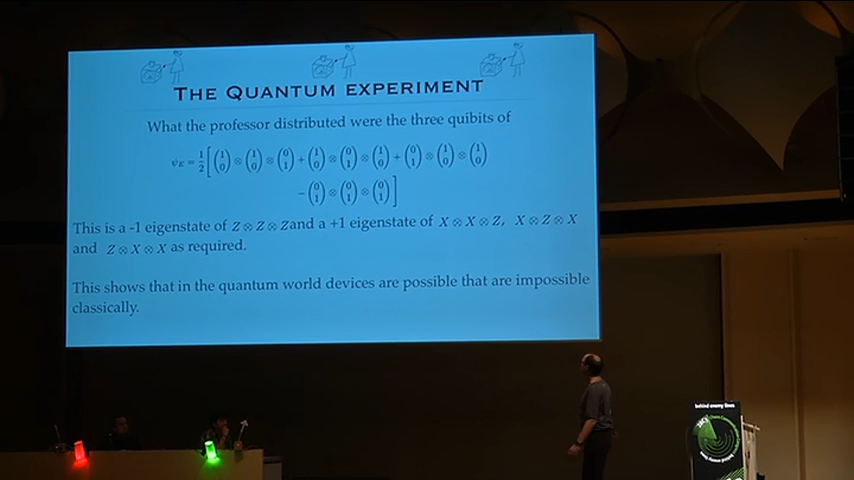 THE QUANTUM EXPERIMENT
What the professor distributed were the three quibits of
ψ_E = 1/2 [ (1 0) ⊗ (1 0) ⊗ (0 1) + (1 0) ⊗ (0 1) ⊗ (1 0) + (0 1) ⊗ (1 0) ⊗ (1 0)
− (0 1) ⊗ (0 1) ⊗ (0 1) ]
This is a -1 eigenstate of Z ⊗ Z ⊗ Z and a +1 eigenstate of X ⊗ X ⊗ Z, X ⊗ Z ⊗ X
and Z ⊗ X ⊗ X as required.
This shows that in the quantum world devices are possible that are impossible
classically.
behind enemy lines